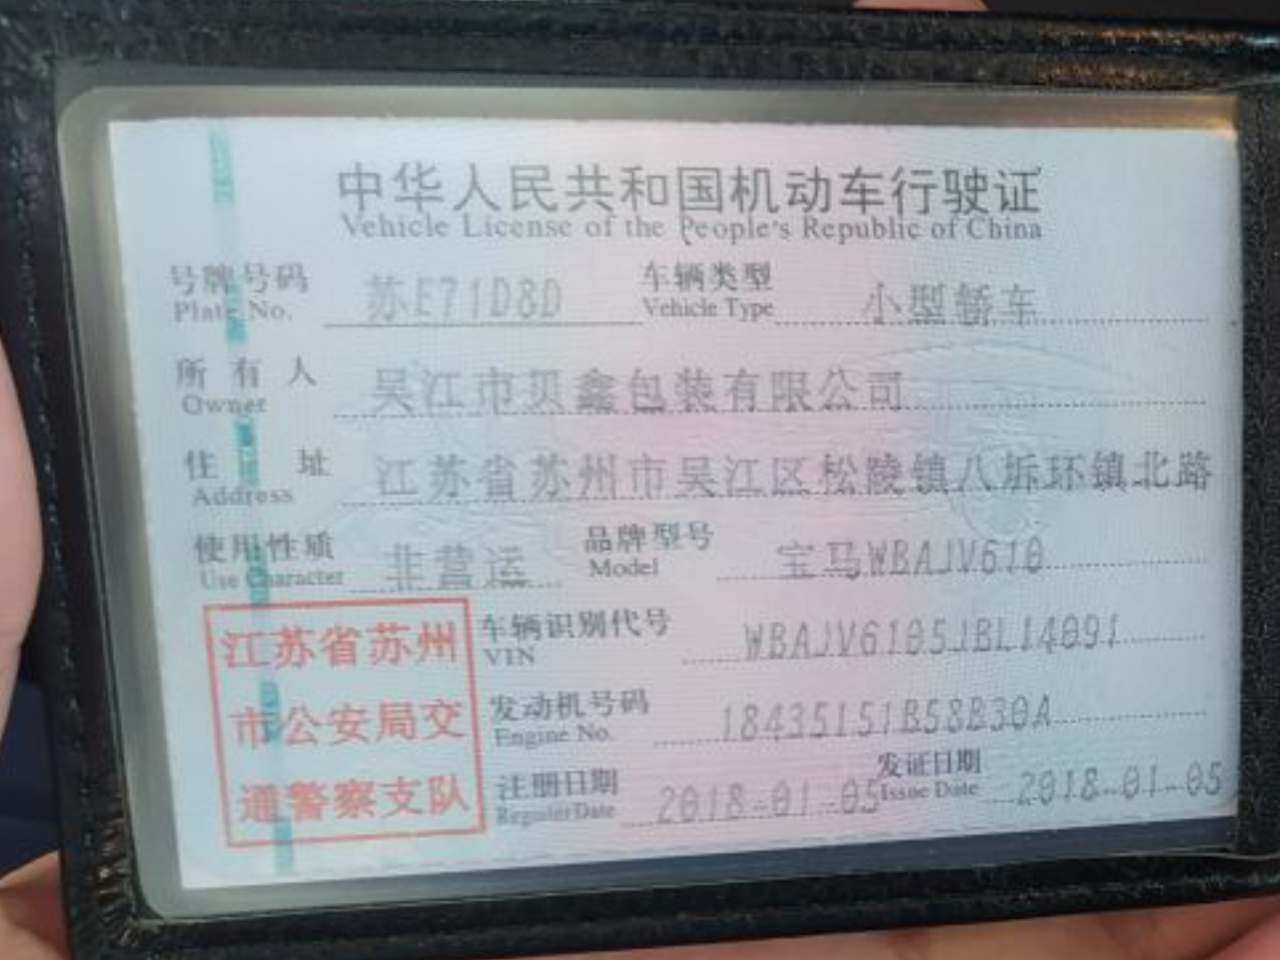 中华人民共和国机动车行驶证
Vehicle License of the People's Republic of China
号牌号码 苏E71D8D 车辆类型 小型轿车
Plate No. Vehicle Type
所有人 吴江市贝鑫包装有限公司
Owner
住址 江苏省苏州市吴江区松陵镇八坼环镇北路
Address
使用性质 非营运 品牌型号 宝马WBAJV610
Use Character Model
江苏省苏州
市公安局交
通警察支队
车辆识别代号 WBAJV6105JBL14091
VIN
发动机号码 18435151B58B30A
Engine No.
注册日期 2018-01-05 发证日期 2018-01-05
Register Date Issue Date